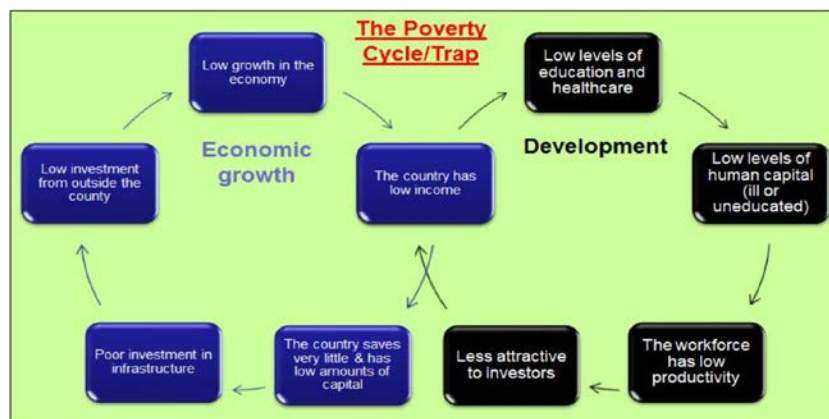 The Poverty
Cycle/Trap
Low growth in the
economy
Low levels of
education and
healthcare
Economic
growth
Development
Low investment
from outside the
county
The country has
low income
Low levels of
human capital
(ill or
uneducated)
Poor investment in
infrastructure
The country saves
very little & has
low amounts of
capital
Less attractive
to investors
The workforce
has low
productivity